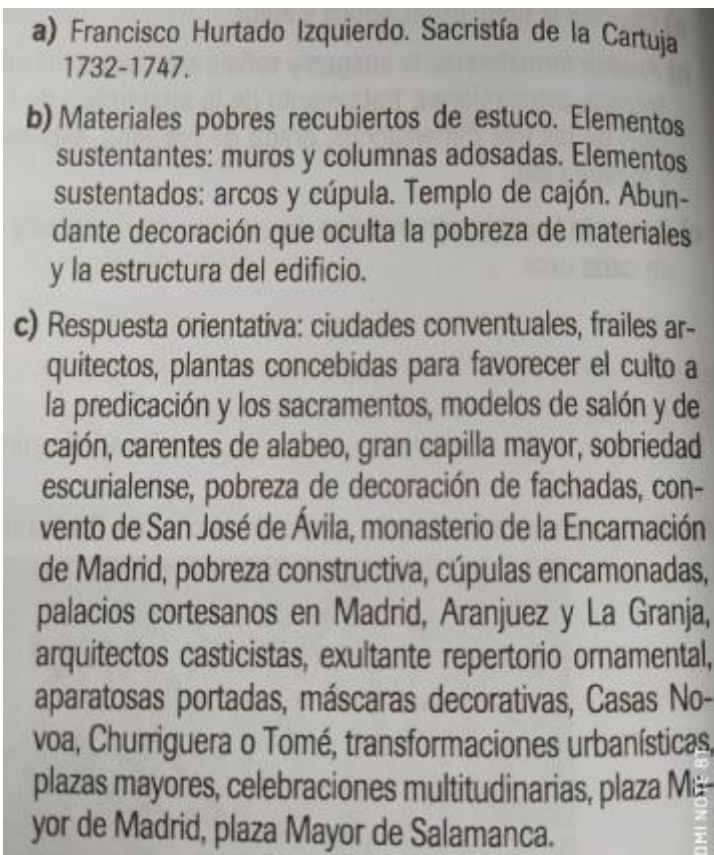 a) Francisco Hurtado Izquierdo. Sacristía de la Cartuja
1732-1747.
b) Materiales pobres recubiertos de estuco. Elementos
sustentantes: muros y columnas adosadas. Elementos
sustentados: arcos y cúpula. Templo de cajón. Abun-
dante decoración que oculta la pobreza de materiales
y la estructura del edificio.
c) Respuesta orientativa: ciudades conventuales, frailes ar-
quitectos, plantas concebidas para favorecer el culto a
la predicación y los sacramentos, modelos de salón y de
cajón, carentes de alabeo, gran capilla mayor, sobriedad
escurialense, pobreza de decoración de fachadas, con-
vento de San José de Ávila, monasterio de la Encarnación
de Madrid, pobreza constructiva, cúpulas encamonadas,
palacios cortesanos en Madrid, Aranjuez y La Granja,
arquitectos casticistas, exultante repertorio ornamental,
aparatosas portadas, máscaras decorativas, Casas No-
voa, Churriguera o Tomé, transformaciones urbanísticas,
plazas mayores, celebraciones multitudinarias, plaza Ma-
yor de Madrid, plaza Mayor de Salamanca.